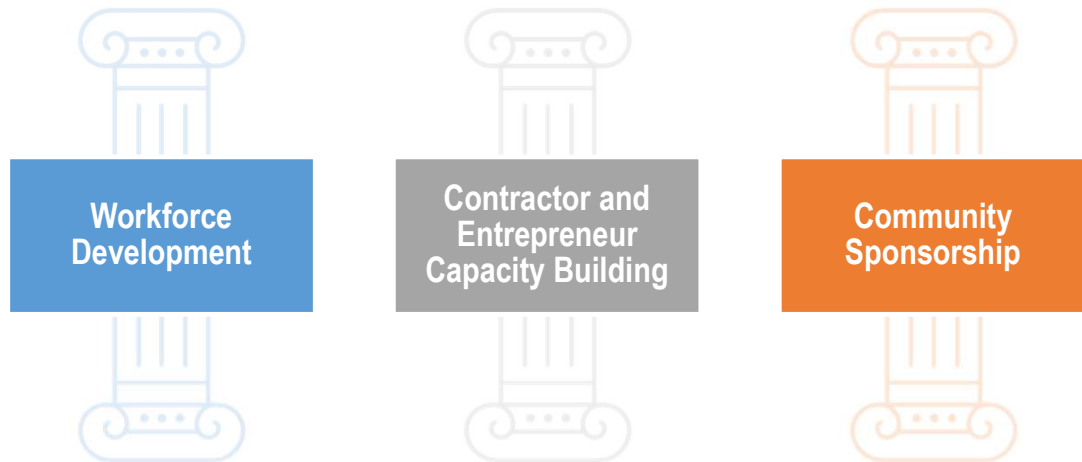 Workforce
Development
Contractor and
Entrepreneur
Capacity Building
Community
Sponsorship